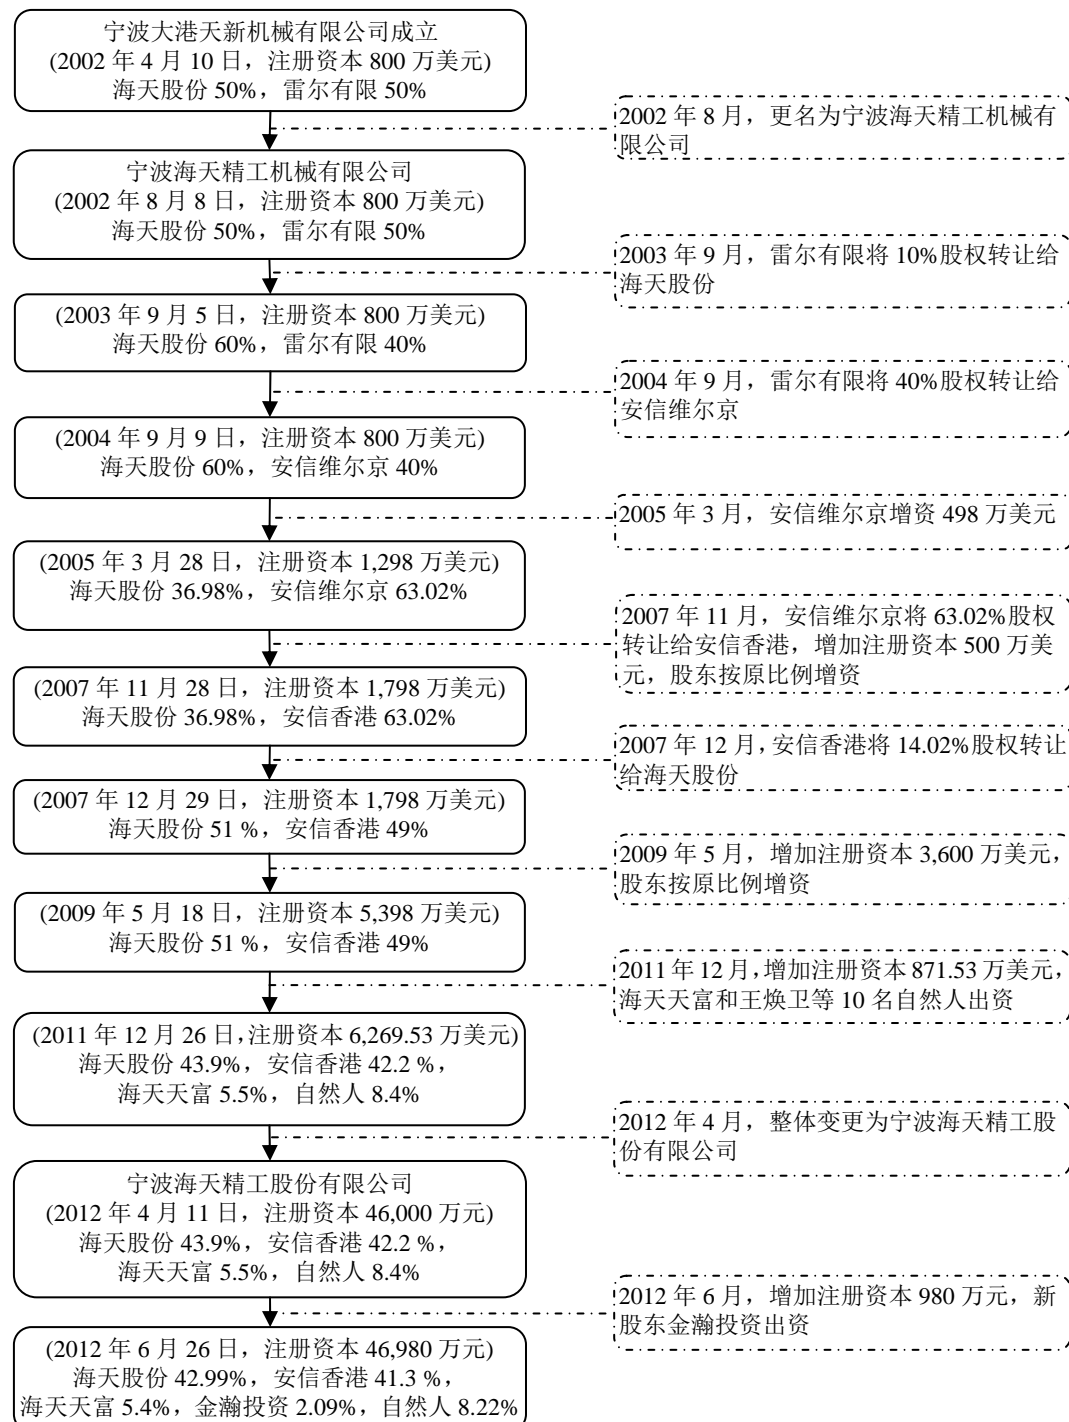 宁波大港天新机械有限公司成立
(2002 年 4 月 10 日，注册资本 800 万美元)
海天股份 50%，雷尔有限 50%
2002 年 8 月，更名为宁波海天精工机械有
限公司
宁波海天精工机械有限公司
(2002 年 8 月 8 日，注册资本 800 万美元)
海天股份 50%，雷尔有限 50%
2003 年 9 月，雷尔有限将 10%股权转让给
海天股份
(2003 年 9 月 5 日，注册资本 800 万美元)
海天股份 60%，雷尔有限 40%
2004 年 9 月，雷尔有限将 40%股权转让给
安信维尔京
(2004 年 9 月 9 日，注册资本 800 万美元)
海天股份 60%，安信维尔京 40%
2005 年 3 月，安信维尔京增资 498 万美元
(2005 年 3 月 28 日，注册资本 1,298 万美元)
海天股份 36.98%，安信维尔京 63.02%
2007 年 11 月，安信维尔京将 63.02%股权
转让给安信香港，增加注册资本 500 万美
元，股东按原比例增资
(2007 年 11 月 28 日，注册资本 1,798 万美元)
海天股份 36.98%，安信香港 63.02%
2007 年 12 月，安信香港将 14.02%股权转让
给海天股份
(2007 年 12 月 29 日，注册资本 1,798 万美元)
海天股份 51 %，安信香港 49%
2009 年 5 月，增加注册资本 3,600 万美元，
股东按原比例增资
(2009 年 5 月 18 日，注册资本 5,398 万美元)
海天股份 51 %，安信香港 49%
2011 年 12 月，增加注册资本 871.53 万美元，
海天天富和王焕卫等 10 名自然人出资
(2011 年 12 月 26 日，注册资本 6,269.53 万美元)
海天股份 43.9%，安信香港 42.2 %，
海天天富 5.5%，自然人 8.4%
2012 年 4 月，整体变更为宁波海天精工股
份有限公司
宁波海天精工股份有限公司
(2012 年 4 月 11 日，注册资本 46,000 万元)
海天股份 43.9%，安信香港 42.2 %，
海天天富 5.5%，自然人 8.4%
2012 年 6 月，增加注册资本 980 万元，新
股东金瀚投资出资
(2012 年 6 月 26 日，注册资本 46,980 万元)
海天股份 42.99%，安信香港 41.3 %，
海天天富 5.4%，金瀚投资 2.09%，自然人 8.22%